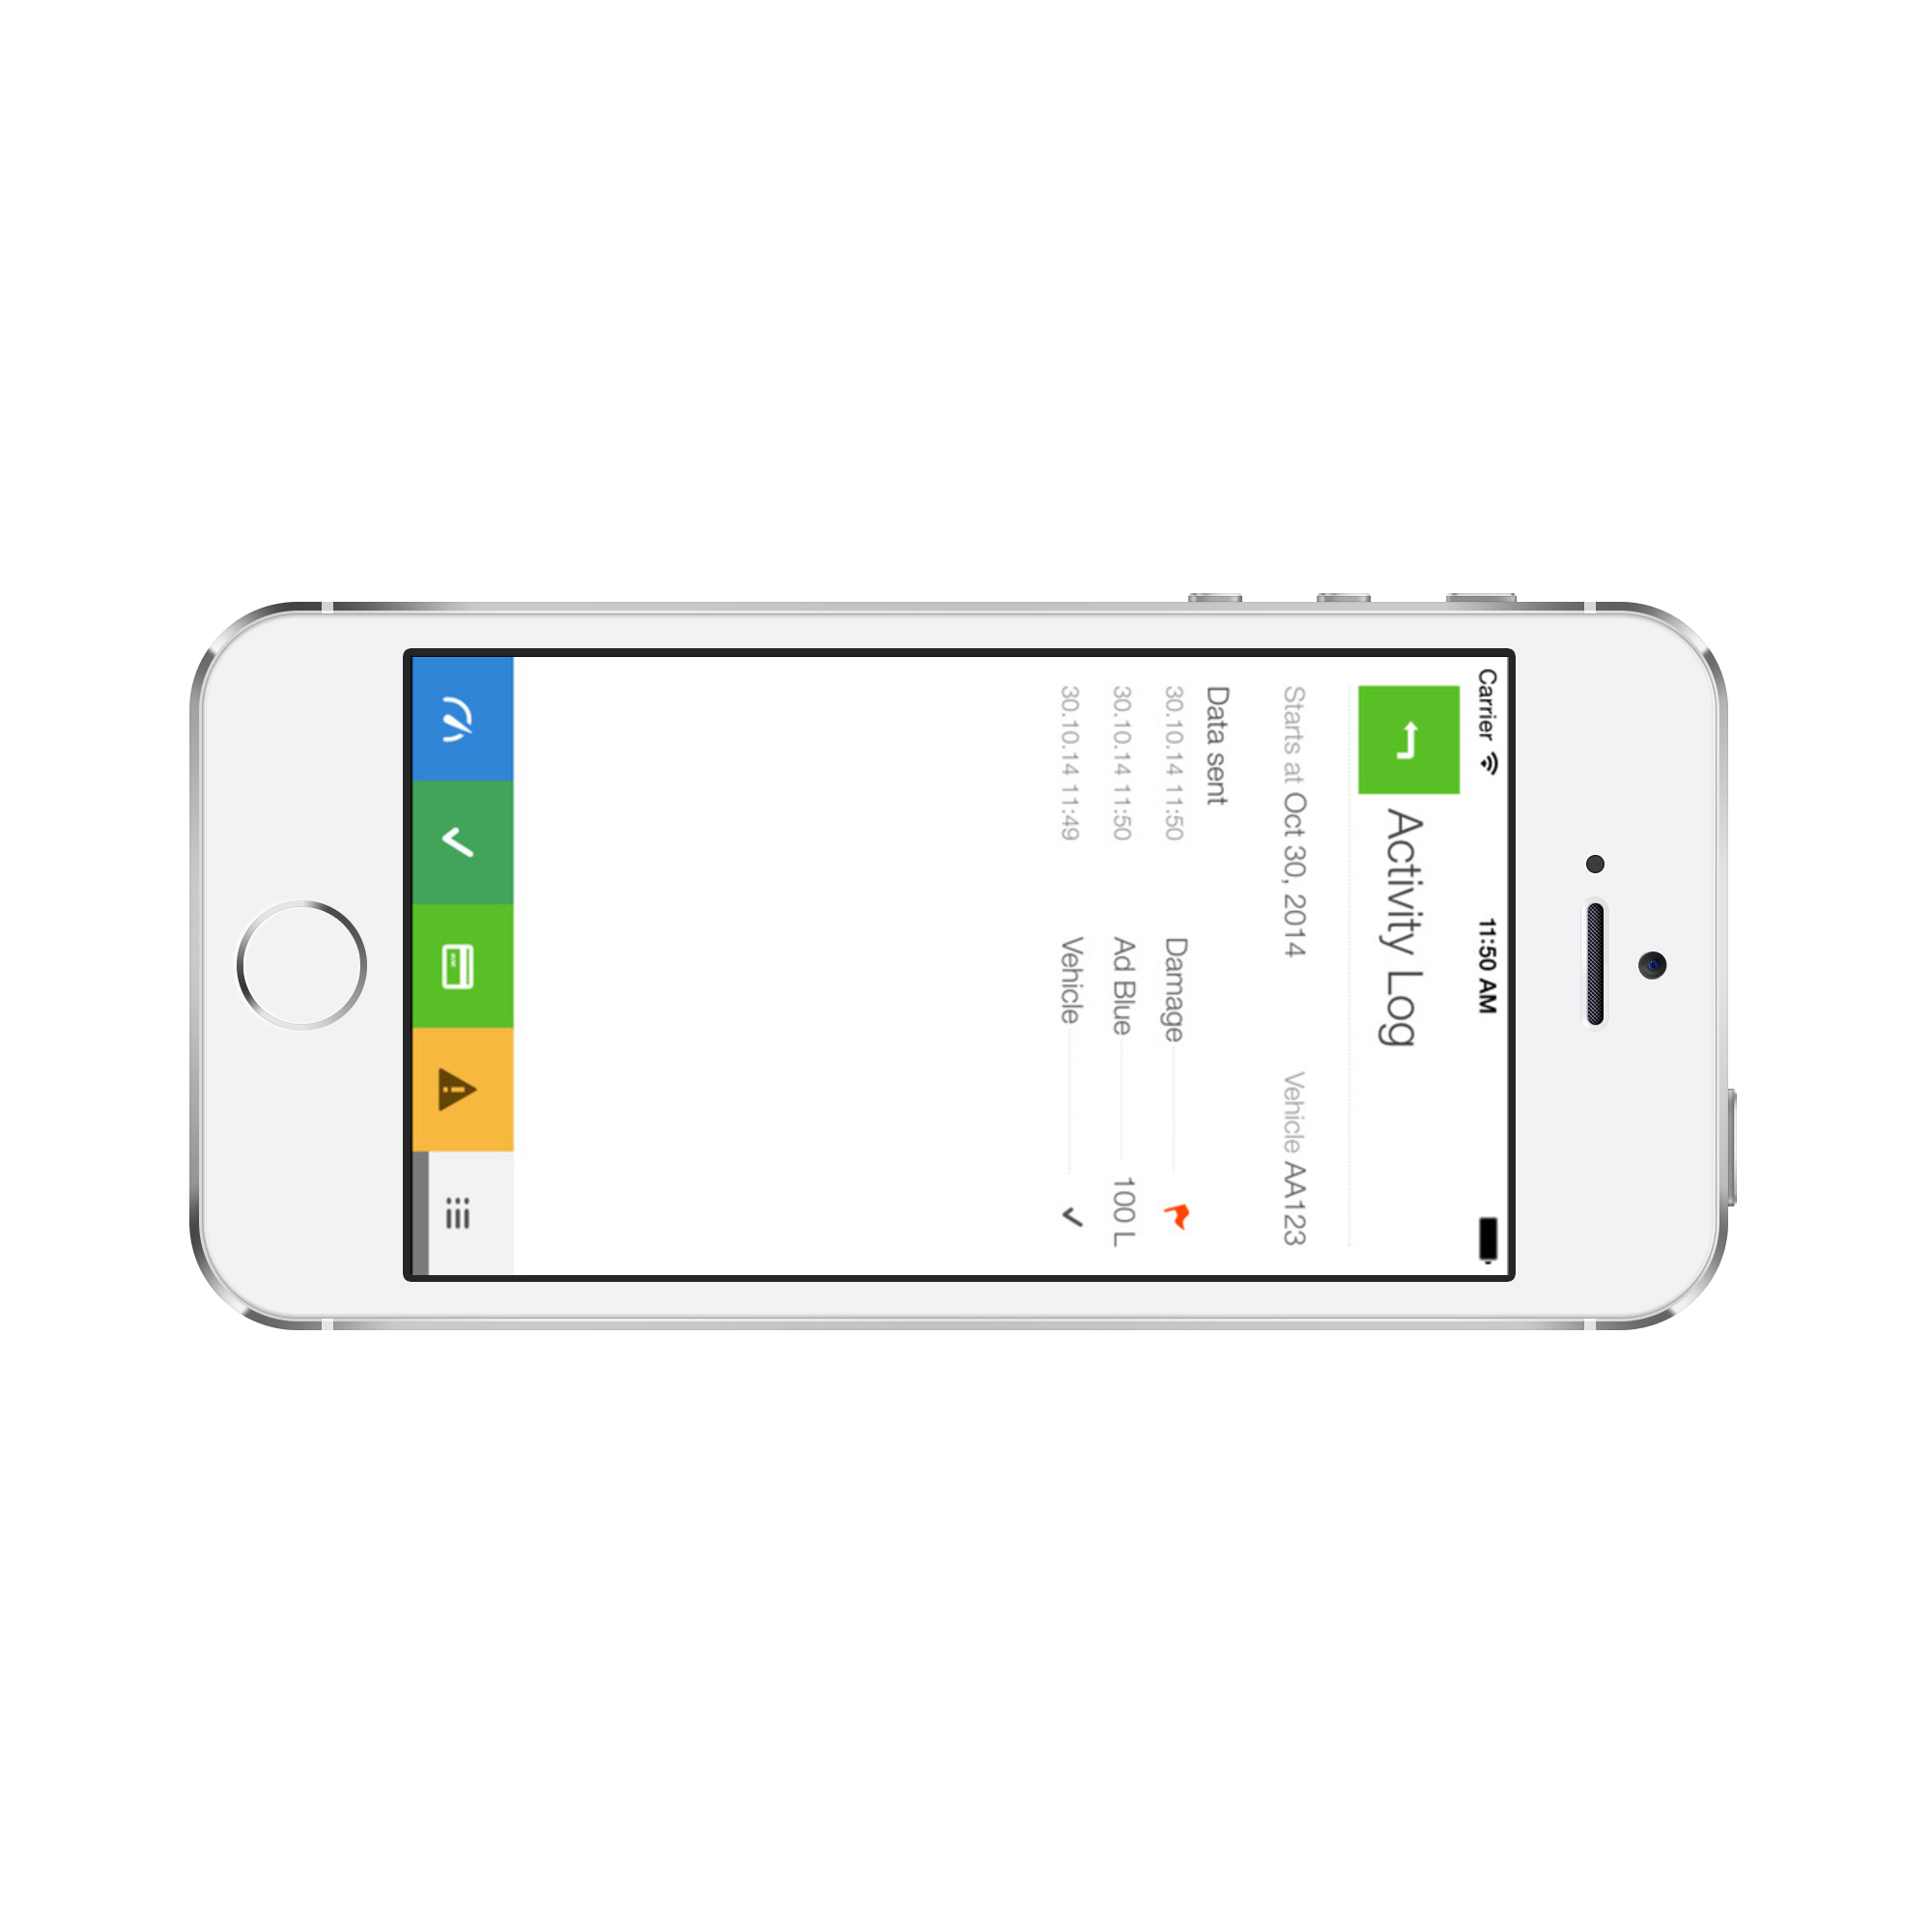 Carrier 11:50 AM
Activity Log
Starts at Oct 30, 2014 Vehicle AA123
Data sent
30.10.14 11:50 Damage
30.10.14 11:50 Ad Blue 100 L
30.10.14 11:49 Vehicle